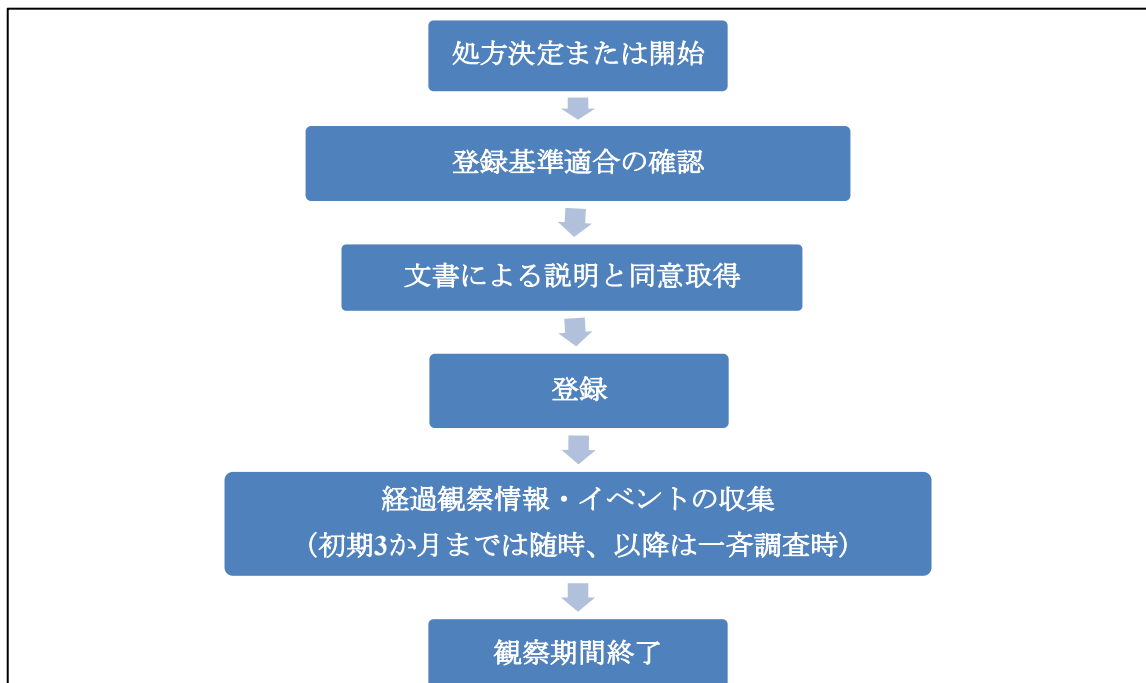 処方決定または開始
登録基準適合の確認
文書による説明と同意取得
登録
経過観察情報・イベントの収集
（初期3か月までは随時、以降は一斉調査時）
観察期間終了